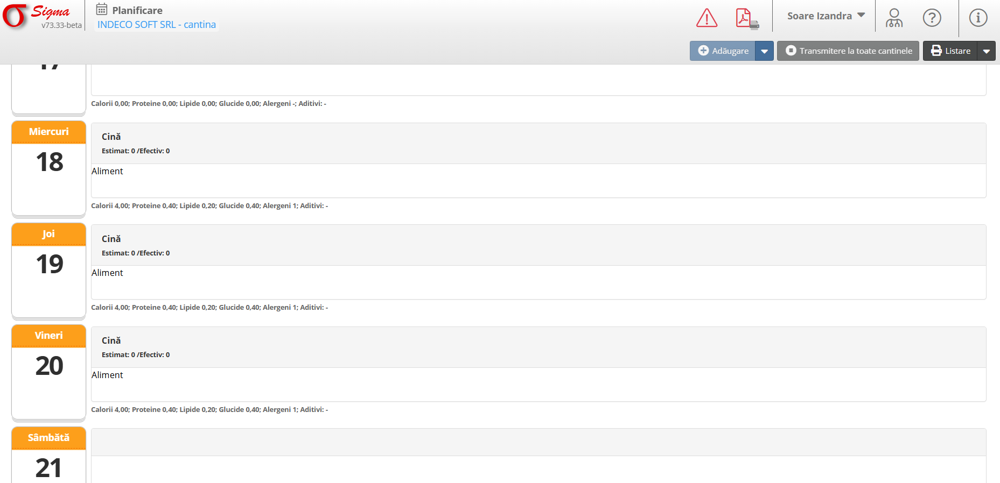 Sigma
v73.33-beta
Planificare
INDECO SOFT SRL - cantina
Soare Izandra
Adăugare
Transmitere la toate cantinele
Listare
17
Calorii 0,00; Proteine 0,00; Lipide 0,00; Glucide 0,00; Alergeni -; Aditivi: -
Miercuri
18
Cină
Estimat: 0 /Efectiv: 0
Aliment
Calorii 4,00; Proteine 0,40; Lipide 0,20; Glucide 0,40; Alergeni 1; Aditivi: -
Joi
19
Cină
Estimat: 0 /Efectiv: 0
Aliment
Calorii 4,00; Proteine 0,40; Lipide 0,20; Glucide 0,40; Alergeni 1; Aditivi: -
Vineri
20
Cină
Estimat: 0 /Efectiv: 0
Aliment
Calorii 4,00; Proteine 0,40; Lipide 0,20; Glucide 0,40; Alergeni 1; Aditivi: -
Sâmbătă
21